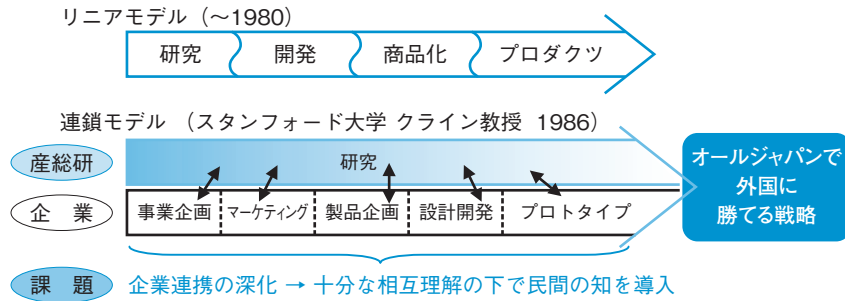 リニアモデル（～1980）
研究 開発 商品化 プロダクツ
連鎖モデル （スタンフォード大学 クライン教授 1986）
産総研 研究
企 業 事業企画 マーケティング 製品企画 設計開発 プロトタイプ
オールジャパンで
外国に
勝てる戦略
課 題 企業連携の深化 → 十分な相互理解の下で民間の知を導入